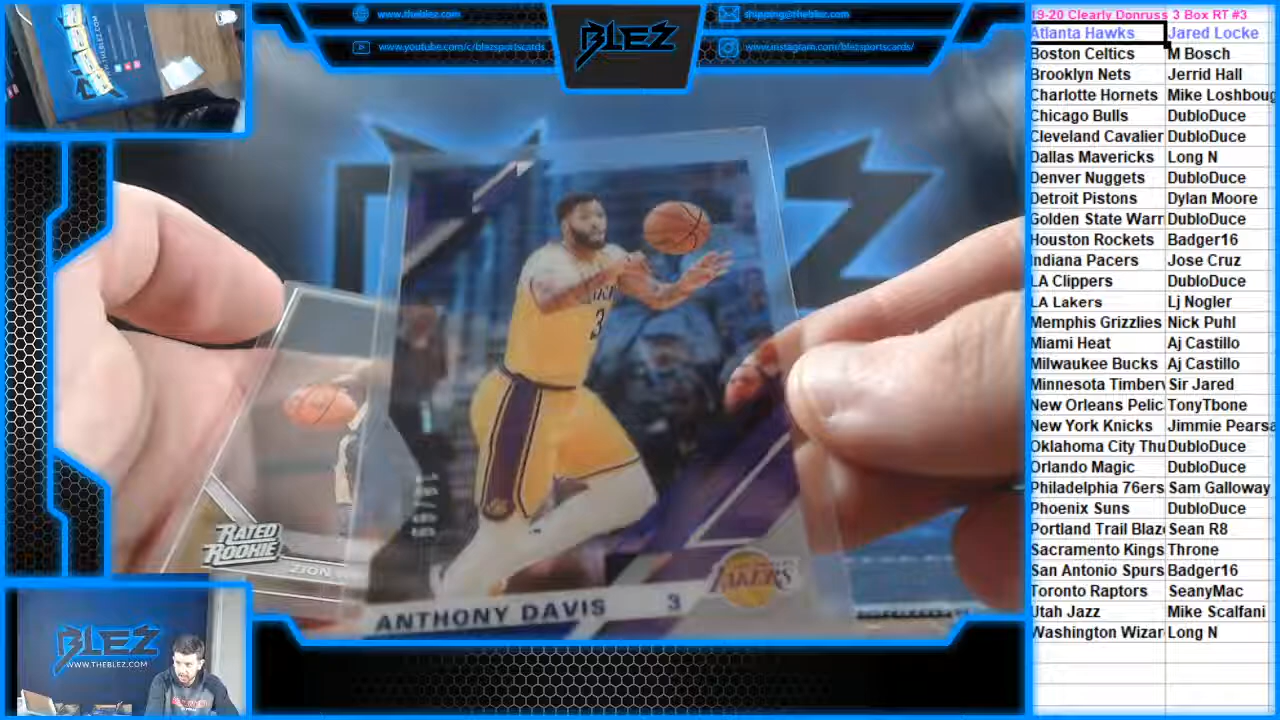 www.theblez.com
www.youtube.com/c/blezsportscards
BLEZ
shipping@theblez.com
www.instagram.com/blezsportscards/
19-20 Clearly Donruss 3 Box RT #3
Atlanta Hawks Jared Locke
Boston Celtics M Bosch
Brooklyn Nets Jerrid Hall
Charlotte Hornets Mike Loshboug
Chicago Bulls DubloDuce
Cleveland Cavalier DubloDuce
Dallas Mavericks Long N
Denver Nuggets DubloDuce
Detroit Pistons Dylan Moore
Golden State Warr DubloDuce
Houston Rockets Badger16
Indiana Pacers Jose Cruz
LA Clippers DubloDuce
LA Lakers Lj Nogler
Memphis Grizzlies Nick Puhl
Miami Heat Aj Castillo
Milwaukee Bucks Aj Castillo
Minnesota Timberv Sir Jared
New Orleans Pelic TonyTbone
New York Knicks Jimmie Pearsa
Oklahoma City Thu DubloDuce
Orlando Magic DubloDuce
Philadelphia 76ers Sam Galloway
Phoenix Suns DubloDuce
Portland Trail Blaz Sean R8
Sacramento Kings Throne
San Antonio Spurs Badger16
Toronto Raptors SeanyMac
Utah Jazz Mike Scalfani
Washington Wizar Long N
3
RATED
ROOKIE
ZION
LAKERS
ANTHONY DAVIS 3
BLEZ
WWW.THEBLEZ.COM